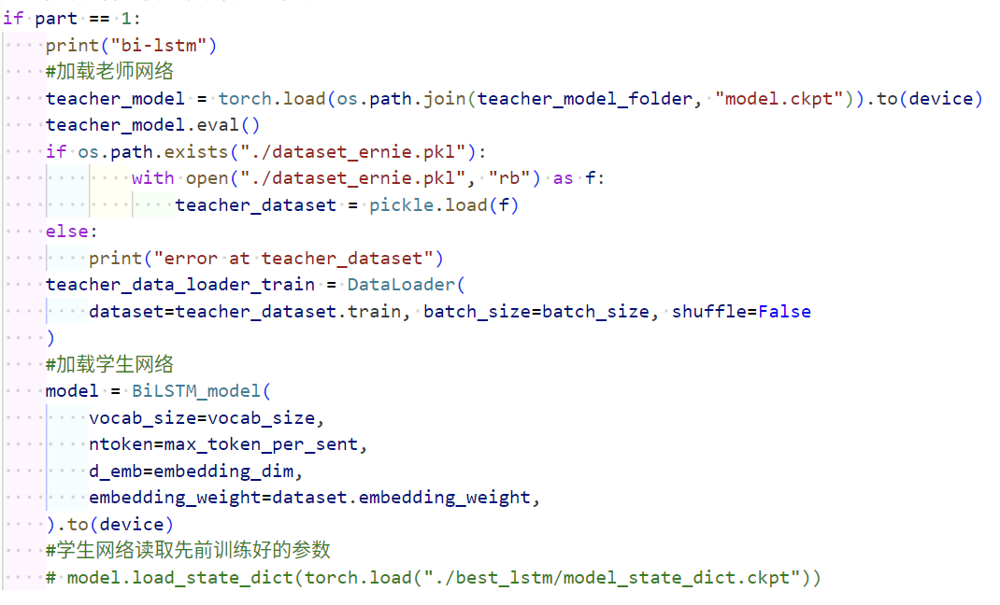 if part == 1:
    print("bi-lstm")
    #加载老师网络
    teacher_model = torch.load(os.path.join(teacher_model_folder, "model.ckpt")).to(device)
    teacher_model.eval()
    if os.path.exists("./dataset_ernie.pkl"):
            with open("./dataset_ernie.pkl", "rb") as f:
                teacher_dataset = pickle.load(f)
    else:
        print("error at teacher_dataset")
    teacher_data_loader_train = DataLoader(
        dataset=teacher_dataset.train, batch_size=batch_size, shuffle=False
    )
    #加载学生网络
    model = BiLSTM_model(
        vocab_size=vocab_size,
        ntoken=max_token_per_sent,
        d_emb=embedding_dim,
        embedding_weight=dataset.embedding_weight,
    ).to(device)
    #学生网络读取先前训练好的参数
    # model.load_state_dict(torch.load("./best_lstm/model_state_dict.ckpt"))